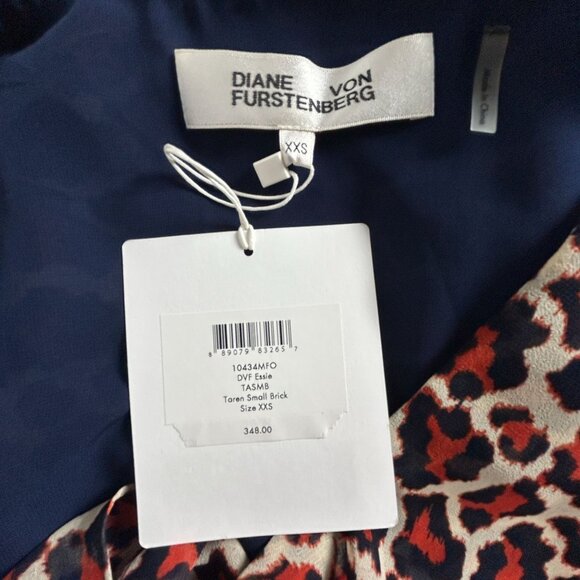 DIANE VON
FURSTENBERG
Made in China
XXS
8 89079 83265 7
10434MFO
DVF Essie
TASMB
Taren Small Brick
Size XXS
348.00